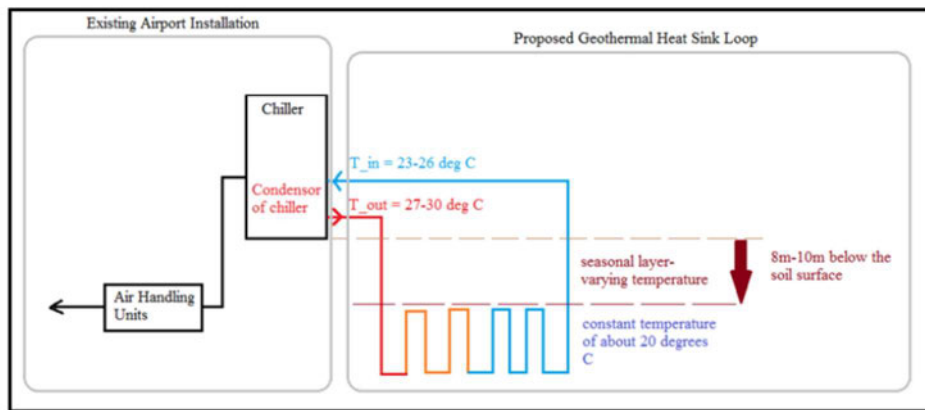 Existing Airport Installation
Proposed Geothermal Heat Sink Loop
Chiller
Condensor
of chiller
T_in = 23-26 deg C
T_out = 27-30 deg C
seasonal layer-
varying temperature
8m-10m below the
soil surface
Air Handling
Units
constant temperature
of about 20 degrees
C